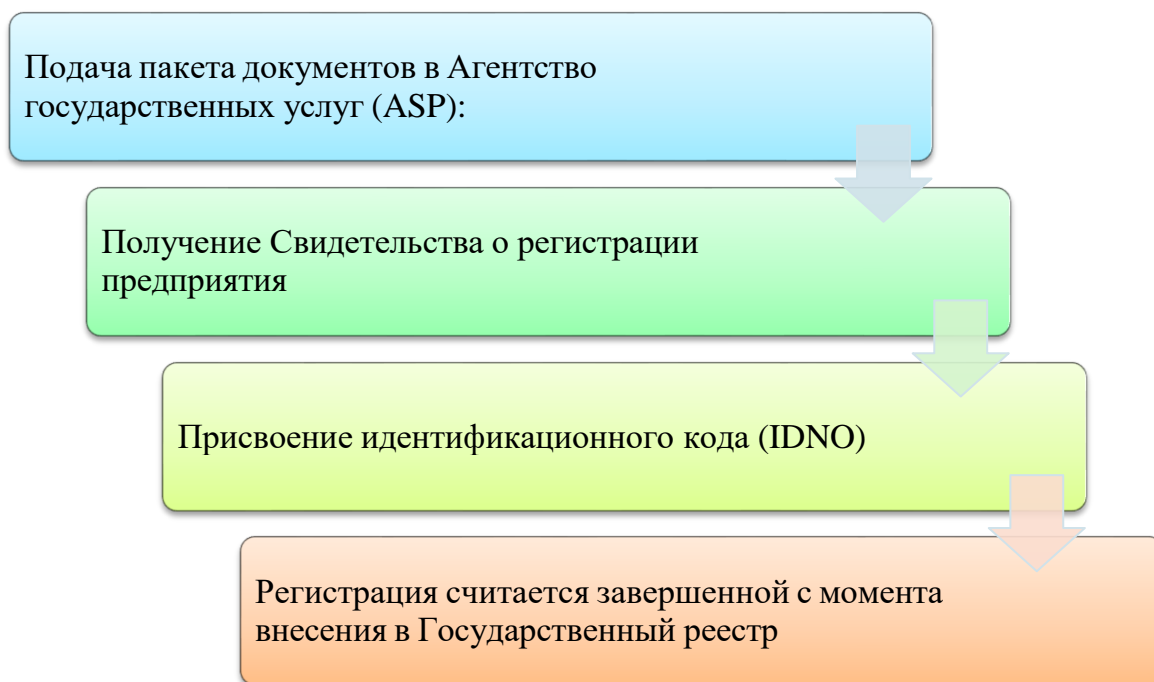 Подача пакета документов в Агентство
государственных услуг (ASP):
Получение Свидетельства о регистрации
предприятия
Присвоение идентификационного кода (IDNO)
Регистрация считается завершенной с момента
внесения в Государственный реестр